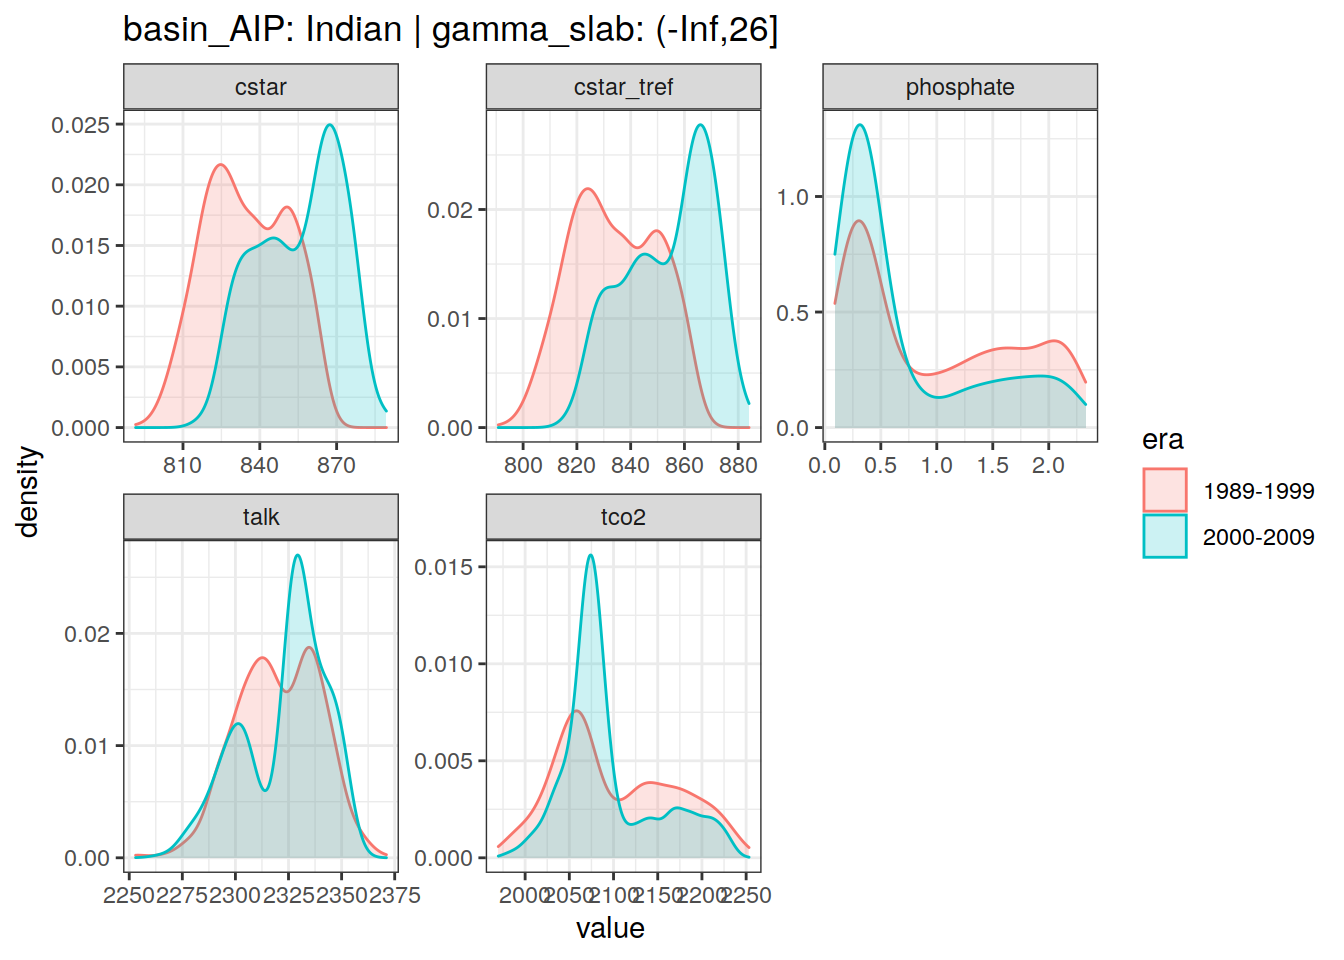 basin_AIP: Indian | gamma_slab: (-Inf,26]
cstar
cstar_tref
phosphate
0.025
0.020
0.015
0.010
0.005
0.000
0.02
0.01
0.00
1.0
0.5
0.0
810 840 870
800 820 840 860 880
0.0 0.5 1.0 1.5 2.0
density
talk
tco2
0.02
0.01
0.00
0.015
0.010
0.005
0.000
2250 2275 2300 2325 2350 2375
2000 2050 2100 2150 2200 2250
value
era
1989-1999
2000-2009